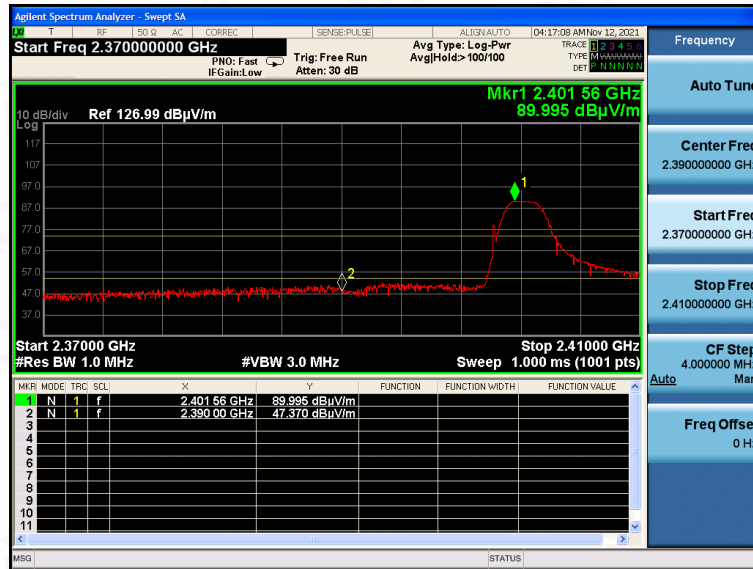 Agilent Spectrum Analyzer - Swept SA
LXI T RF 50 Ω AC CORREC SENSE:PULSE ALIGN AUTO 04:17:08 AM Nov 12, 2021
Start Freq 2.370000000 GHz
PNO: Fast
IFGain:Low
Trig: Free Run
Atten: 30 dB
Avg Type: Log-Pwr
Avg|Hold:> 100/100
TRACE 1 2 3 4 5 6
TYPE M WWWWW
DET P N N N N N
Mkr1 2.401 56 GHz
89.995 dBµV/m
10 dB/div Ref 126.99 dBµV/m
Log
117
107
97.0
87.0
77.0
67.0
57.0
47.0
37.0
1
2
Start 2.37000 GHz Stop 2.41000 GHz
#Res BW 1.0 MHz #VBW 3.0 MHz Sweep 1.000 ms (1001 pts)
MKR MODE TRC SCL X Y FUNCTION FUNCTION WIDTH FUNCTION VALUE
1 N 1 f 2.401 56 GHz 89.995 dBµV/m
2 N 1 f 2.390 00 GHz 47.370 dBµV/m
3
4
5
6
7
8
9
10
11
MSG STATUS
Frequency
Auto Tune
Center Freq
2.390000000 GHz
Start Freq
2.370000000 GHz
Stop Freq
2.410000000 GHz
CF Step
4.000000 MHz
Auto Man
Freq Offset
0 Hz